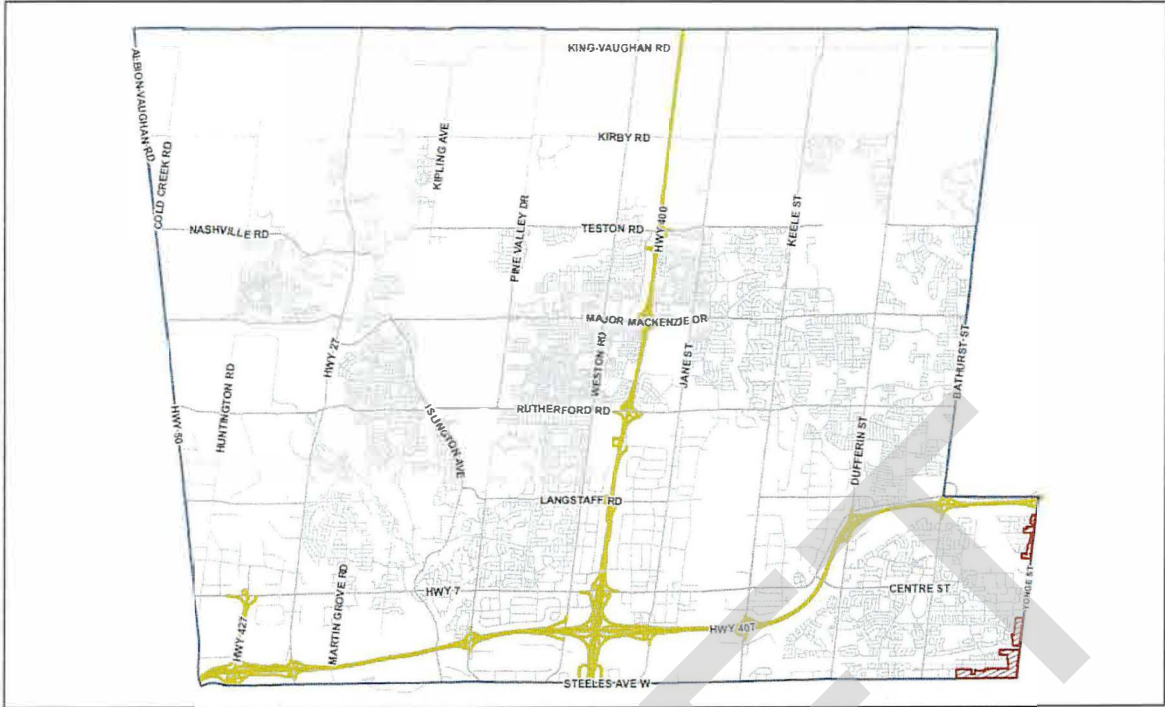 KING-VAUGHAN RD
ALBION-VAUGHAN RD
KIRBY RD
KIPLING AVE
COLD CREEK RD
PINE VALLEY DR
KEELE ST
NASHVILLE RD
TESTON RD
HWY 400
MAJOR MACKENZIE DR
HWY 27
WESTON RD
JANE ST
BATHURST ST
HUNTINGTON RD
RUTHERFORD RD
HWY 50
ISLINGTON AVE
DUFFERIN ST
LANGSTAFF RD
HWY 7
CENTRE ST
YONGE ST
HWY 427
MARTIN GROVE RD
HWY 407
STEELES AVE W